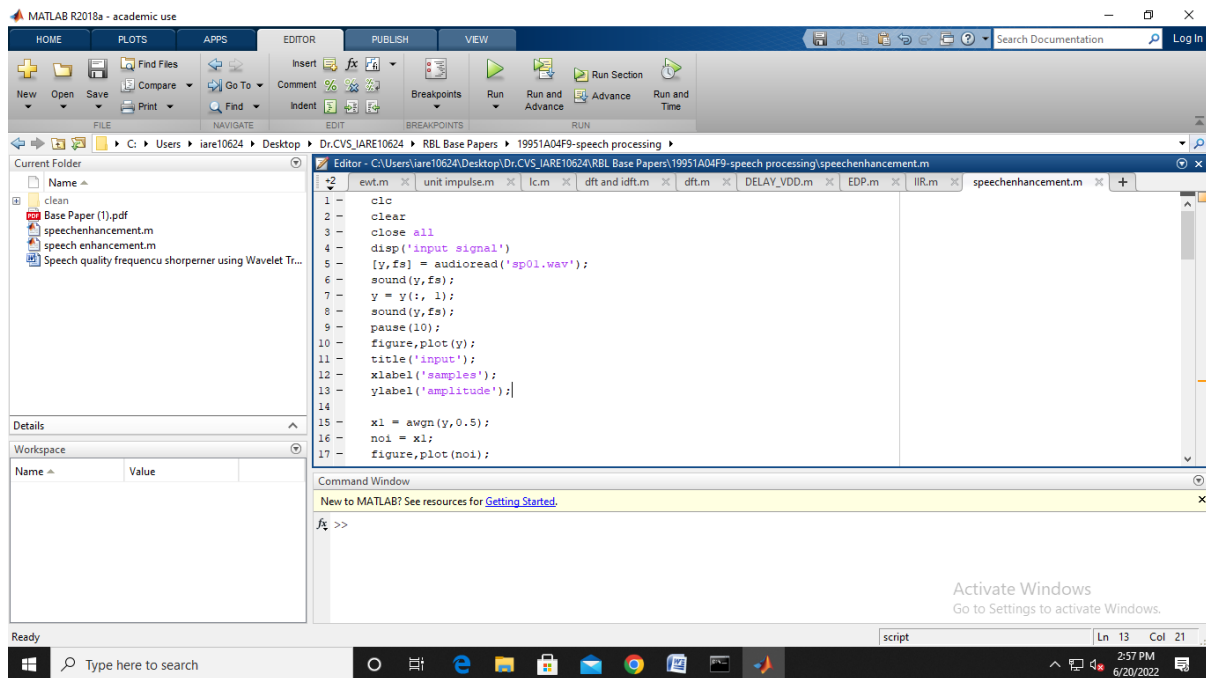 MATLAB R2018a - academic use
HOME PLOTS APPS EDITOR PUBLISH VIEW Search Documentation Log In
New Open Save Find Files Compare Print Go To Find Insert fx Comment Indent Breakpoints Run Run and Advance Run Section Advance Run and Time
FILE NAVIGATE EDIT BREAKPOINTS RUN
C: Users iare10624 Desktop Dr.CVS_IARE10624 RBL Base Papers 19951A04F9-speech processing
Current Folder
Name
clean
Base Paper (1).pdf
speechenhancement.m
speech enhancement.m
Speech quality frequencu shorperner using Wavelet Tr...
Details
Workspace
Name Value
Editor - C:\Users\iare10624\Desktop\Dr.CVS_IARE10624\RBL Base Papers\19951A04F9-speech processing\speechenhancement.m
+2 ewt.m unit impulse.m lc.m dft and idft.m dft.m DELAY_VDD.m EDP.m IIR.m speechenhancement.m +
1 - clc
2 - clear
3 - close all
4 - disp('input signal')
5 - [y,fs] = audioread('sp01.wav');
6 - sound(y,fs);
7 - y = y(:, 1);
8 - sound(y,fs);
9 - pause(10);
10 - figure,plot(y);
11 - title('input');
12 - xlabel('samples');
13 - ylabel('amplitude');
14
15 - x1 = awgn(y,0.5);
16 - noi = x1;
17 - figure,plot(noi);
Command Window
New to MATLAB? See resources for Getting Started.
fx >>
Activate Windows
Go to Settings to activate Windows.
Ready script Ln 13 Col 21
Type here to search
2:57 PM
6/20/2022